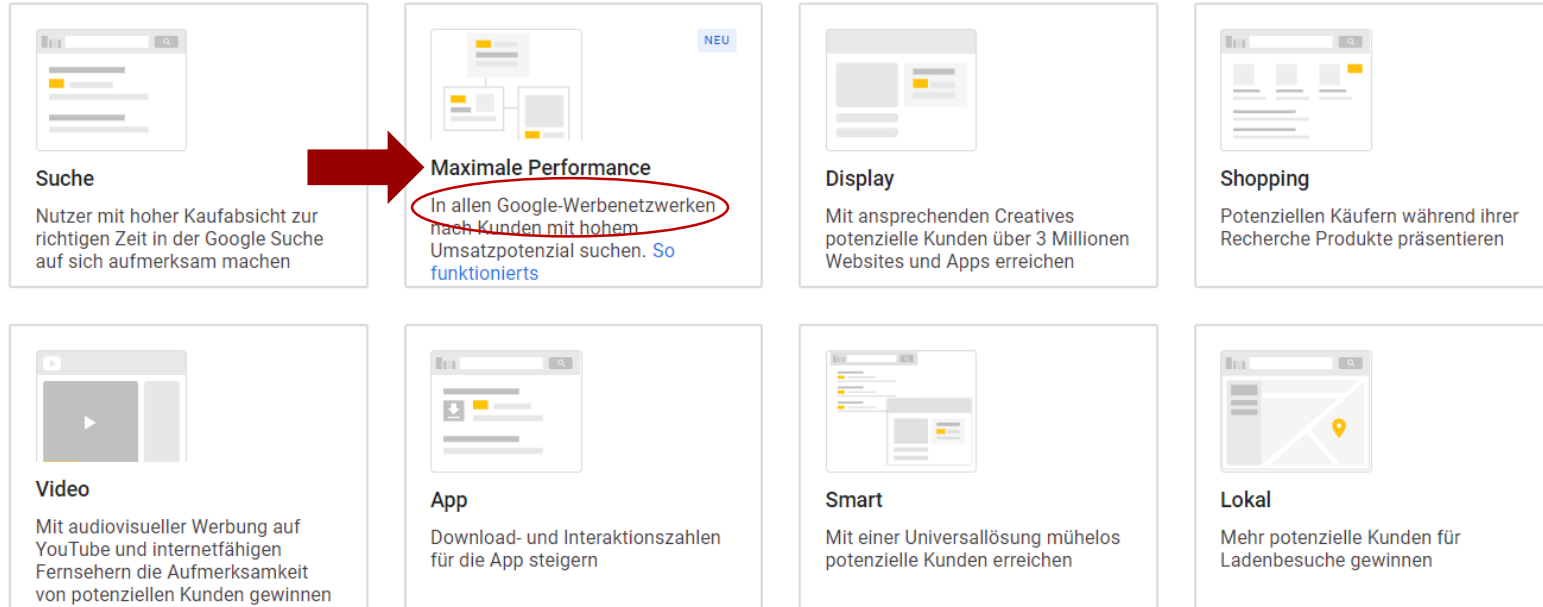 Suche
Nutzer mit hoher Kaufabsicht zur
richtigen Zeit in der Google Suche
auf sich aufmerksam machen
NEU
Maximale Performance
In allen Google-Werbenetzwerken
nach Kunden mit hohem
Umsatzpotenzial suchen. So
funktionierts
Display
Mit ansprechenden Creatives
potenzielle Kunden über 3 Millionen
Websites und Apps erreichen
Shopping
Potenziellen Käufern während ihrer
Recherche Produkte präsentieren
Video
Mit audiovisueller Werbung auf
YouTube und internetfähigen
Fernsehern die Aufmerksamkeit
von potenziellen Kunden gewinnen
App
Download- und Interaktionszahlen
für die App steigern
Smart
Mit einer Universallösung mühelos
potenzielle Kunden erreichen
Lokal
Mehr potenzielle Kunden für
Ladenbesuche gewinnen